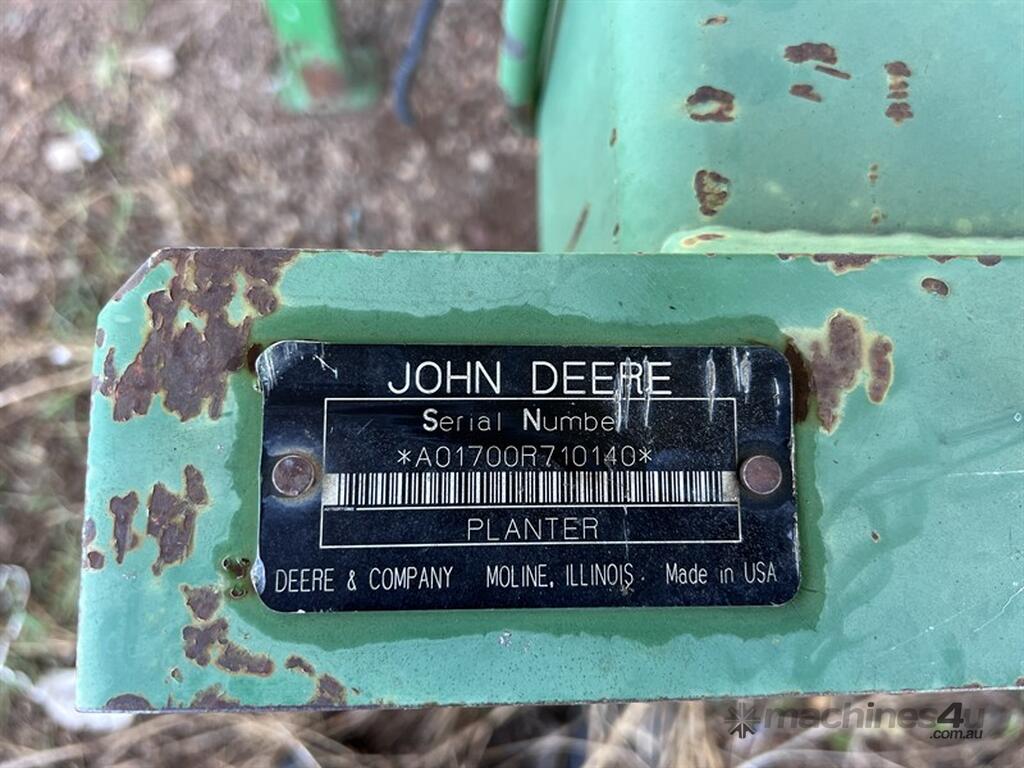 JOHN DEERE
Serial Number
*A01700R710140*
PLANTER
DEERE & COMPANY MOLINE, ILLINOIS. Made in USA
machines4u
.com.au